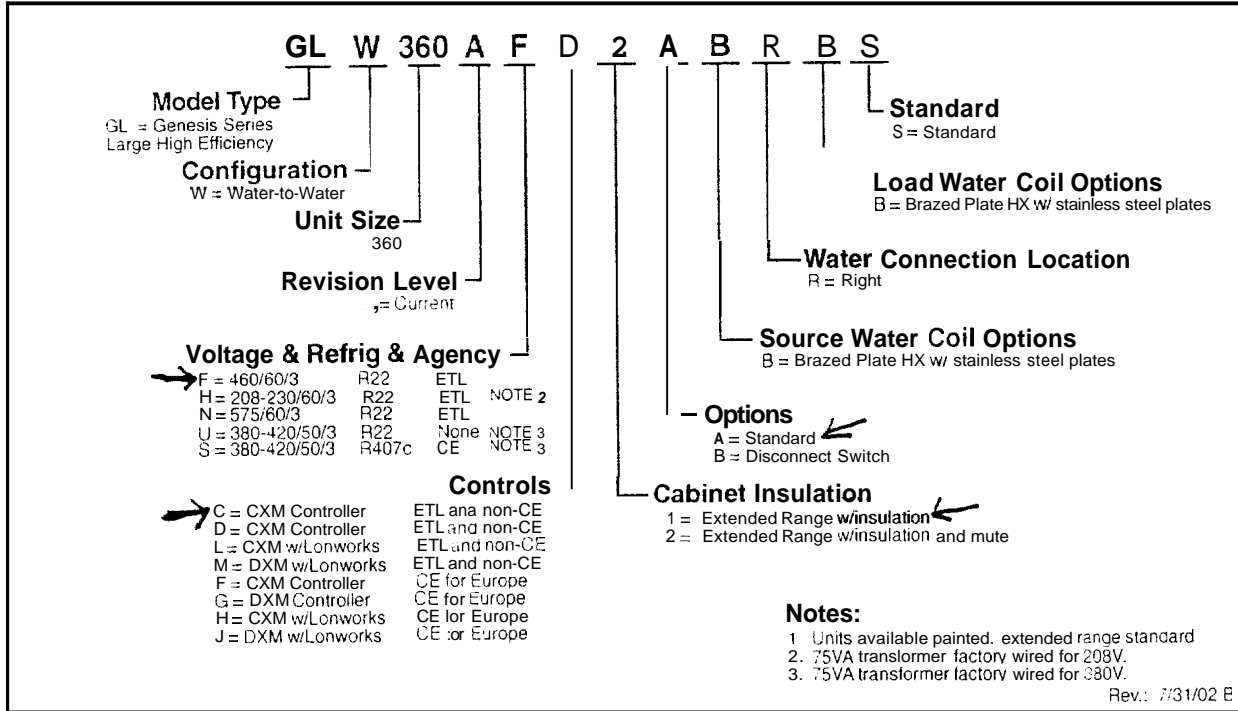 GL W 360 A F D 2 A B R B S
Model Type
GL = Genesis Series
Large High Efficiency
Configuration
W = Water-to-Water
Unit Size
360
Revision Level
,= Current
Voltage & Refrig & Agency
F = 460/60/3 R22 ETL
H = 208-230/60/3 R22 ETL NOTE 2
N = 575/60/3 R22 ETL
U = 380-420/50/3 R22 None NOTE 3
S = 380-420/50/3 R407c CE NOTE 3
Controls
C = CXM Controller ETL ana non-CE
D = CXM Controller ETL and non-CE
L = CXM w/Lonworks ETL and non-CE
M = DXM w/Lonworks ETL and non-CE
F = CXM Controller CE for Europe
G = DXM Controller CE for Europe
H = CXM w/Lonworks CE lor Europe
J = DXM w/Lonworks CE :or Europe
Standard
S = Standard
Load Water Coil Options
B = Brazed Plate HX w/ stainless steel plates
Water Connection Location
R = Right
Source Water Coil Options
B = Brazed Plate HX w/ stainless steel plates
Options
A = Standard
B = Disconnect Switch
Cabinet Insulation
1 = Extended Range w/insulation
2 = Extended Range w/insulation and mute
Notes:
1 Units available painted. extended range standard
2. 75VA translormer factory wired for 208V.
3. 75VA transformer factory wired for 380V.
Rev.: 7/31/02 B